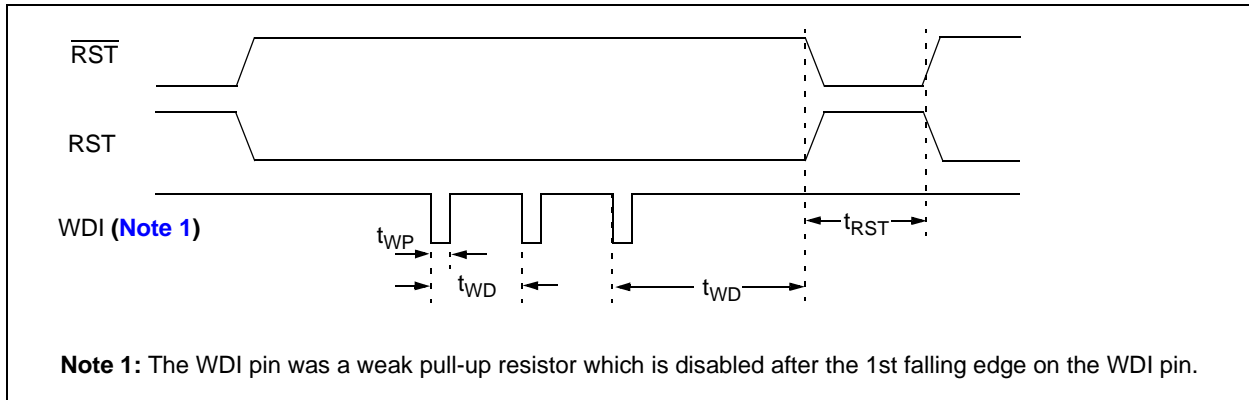 RST
RST
WDI (Note 1)
tWP
tWD
tWD
tRST
Note 1: The WDI pin was a weak pull-up resistor which is disabled after the 1st falling edge on the WDI pin.